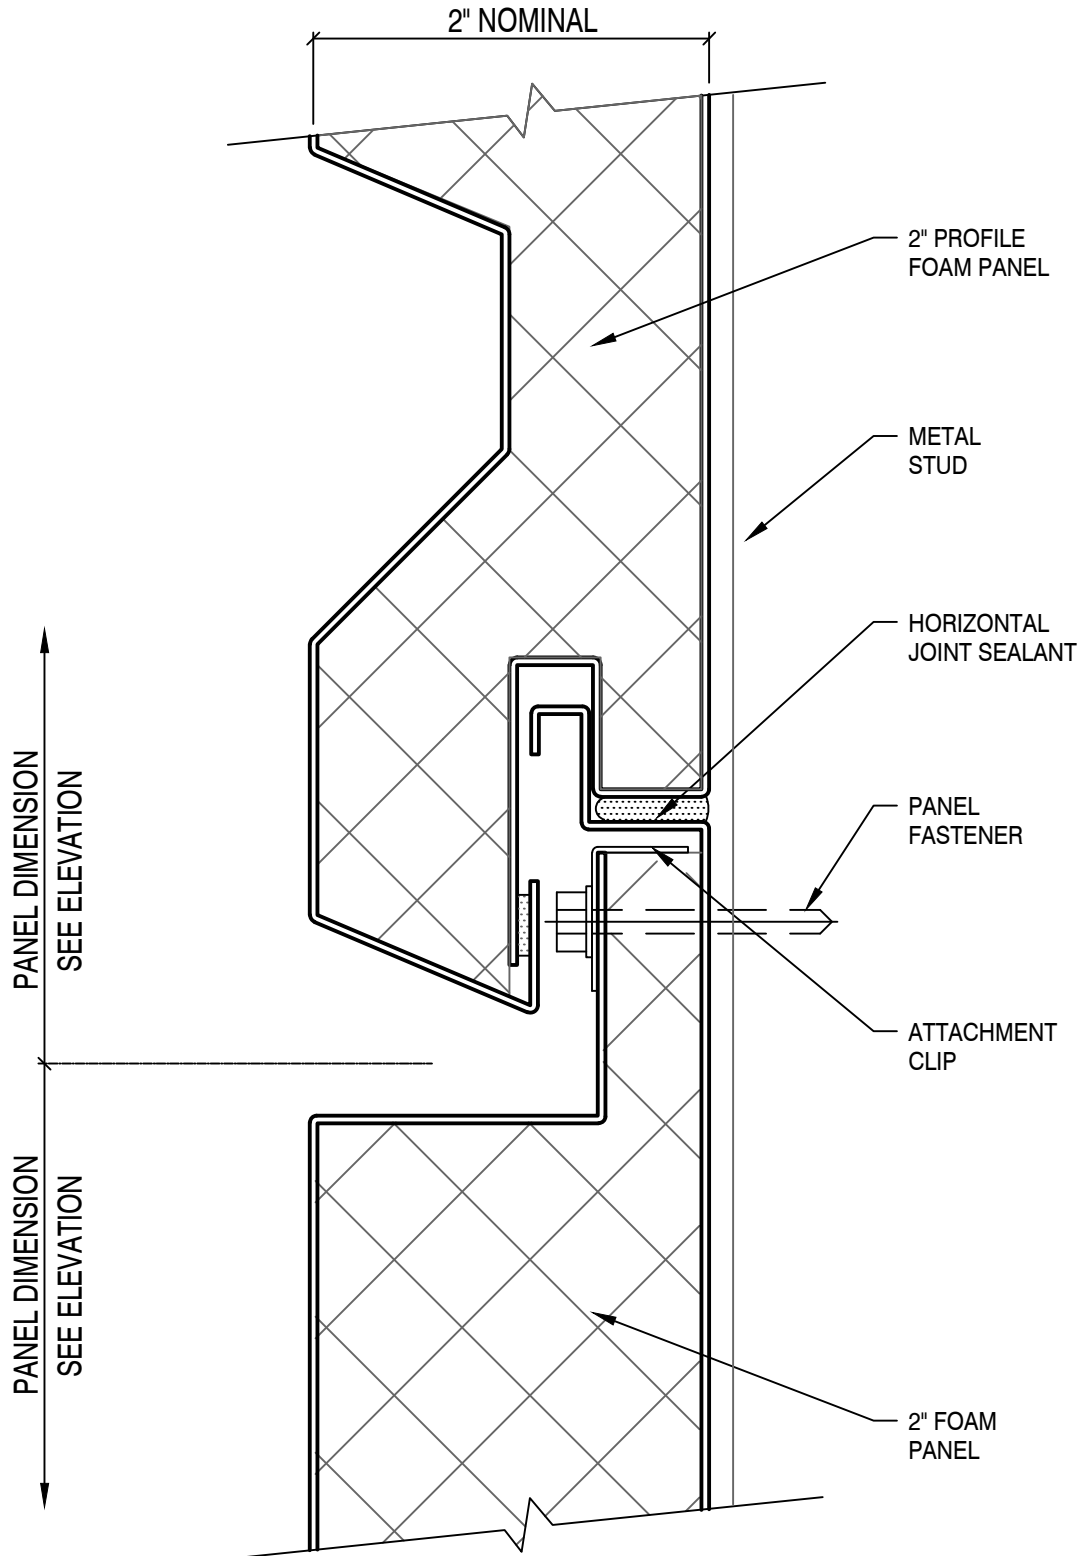 2" NOMINAL
2" PROFILE
FOAM PANEL
METAL
STUD
HORIZONTAL
JOINT SEALANT
PANEL
FASTENER
ATTACHMENT
CLIP
2" FOAM
PANEL
PANEL DIMENSION
SEE ELEVATION
PANEL DIMENSION
SEE ELEVATION